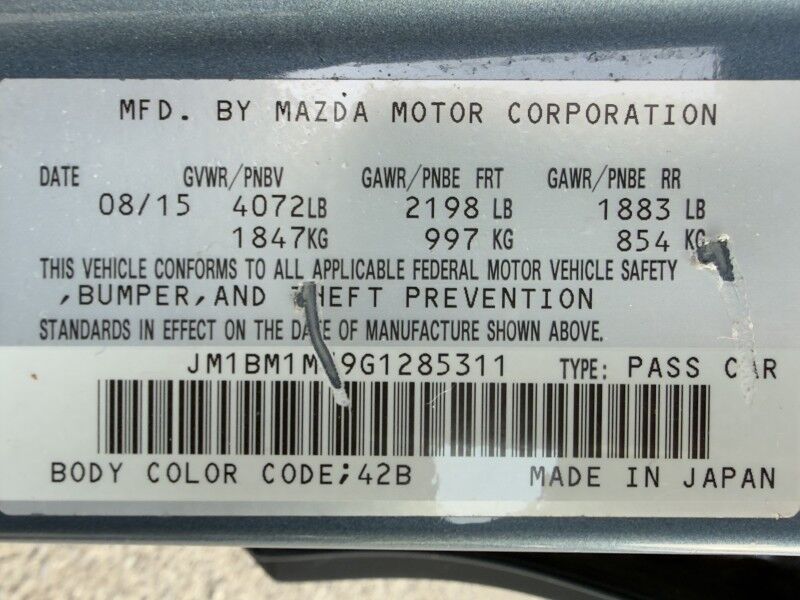 MFD. BY MAZDA MOTOR CORPORATION
DATE GVWR/PNBV GAWR/PNBE FRT GAWR/PNBE RR
08/15 4072LB 2198 LB 1883 LB
1847KG 997 KG 854 KG
THIS VEHICLE CONFORMS TO ALL APPLICABLE FEDERAL MOTOR VEHICLE SAFETY
,BUMPER,AND THEFT PREVENTION
STANDARDS IN EFFECT ON THE DATE OF MANUFACTURE SHOWN ABOVE.
TYPE: PASS CAR
BODY COLOR CODE;42B MADE IN JAPAN